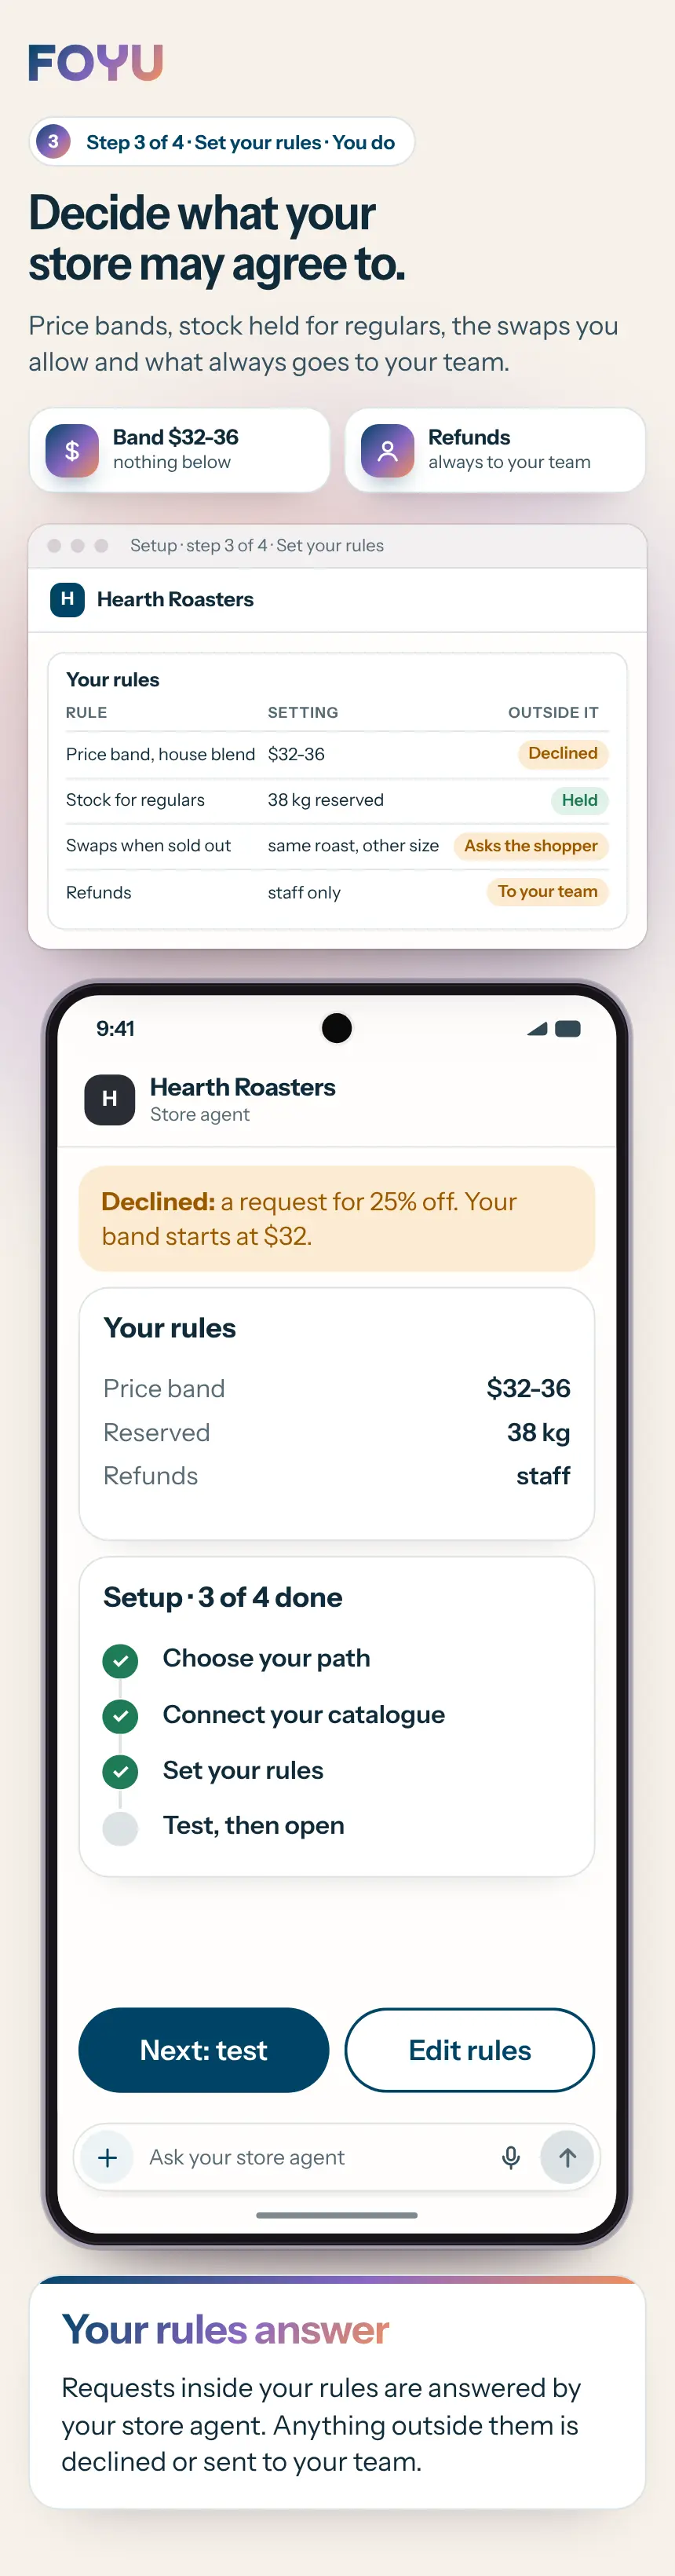 FOYU
3 Step 3 of 4 · Set your rules · You do
Decide what your
store may agree to.
Price bands, stock held for regulars, the swaps you
allow and what always goes to your team.
$ Band $32-36
nothing below
Refunds
always to your team
Setup · step 3 of 4 · Set your rules
H Hearth Roasters
Your rules
RULE SETTING OUTSIDE IT
Price band, house blend $32-36 Declined
Stock for regulars 38 kg reserved Held
Swaps when sold out same roast, other size Asks the shopper
Refunds staff only To your team
9:41
H Hearth Roasters
Store agent
Declined: a request for 25% off. Your
band starts at $32.
Your rules
Price band $32-36
Reserved 38 kg
Refunds staff
Setup · 3 of 4 done
Choose your path
Connect your catalogue
Set your rules
Test, then open
Next: test Edit rules
Ask your store agent
Your rules answer
Requests inside your rules are answered by
your store agent. Anything outside them is
declined or sent to your team.